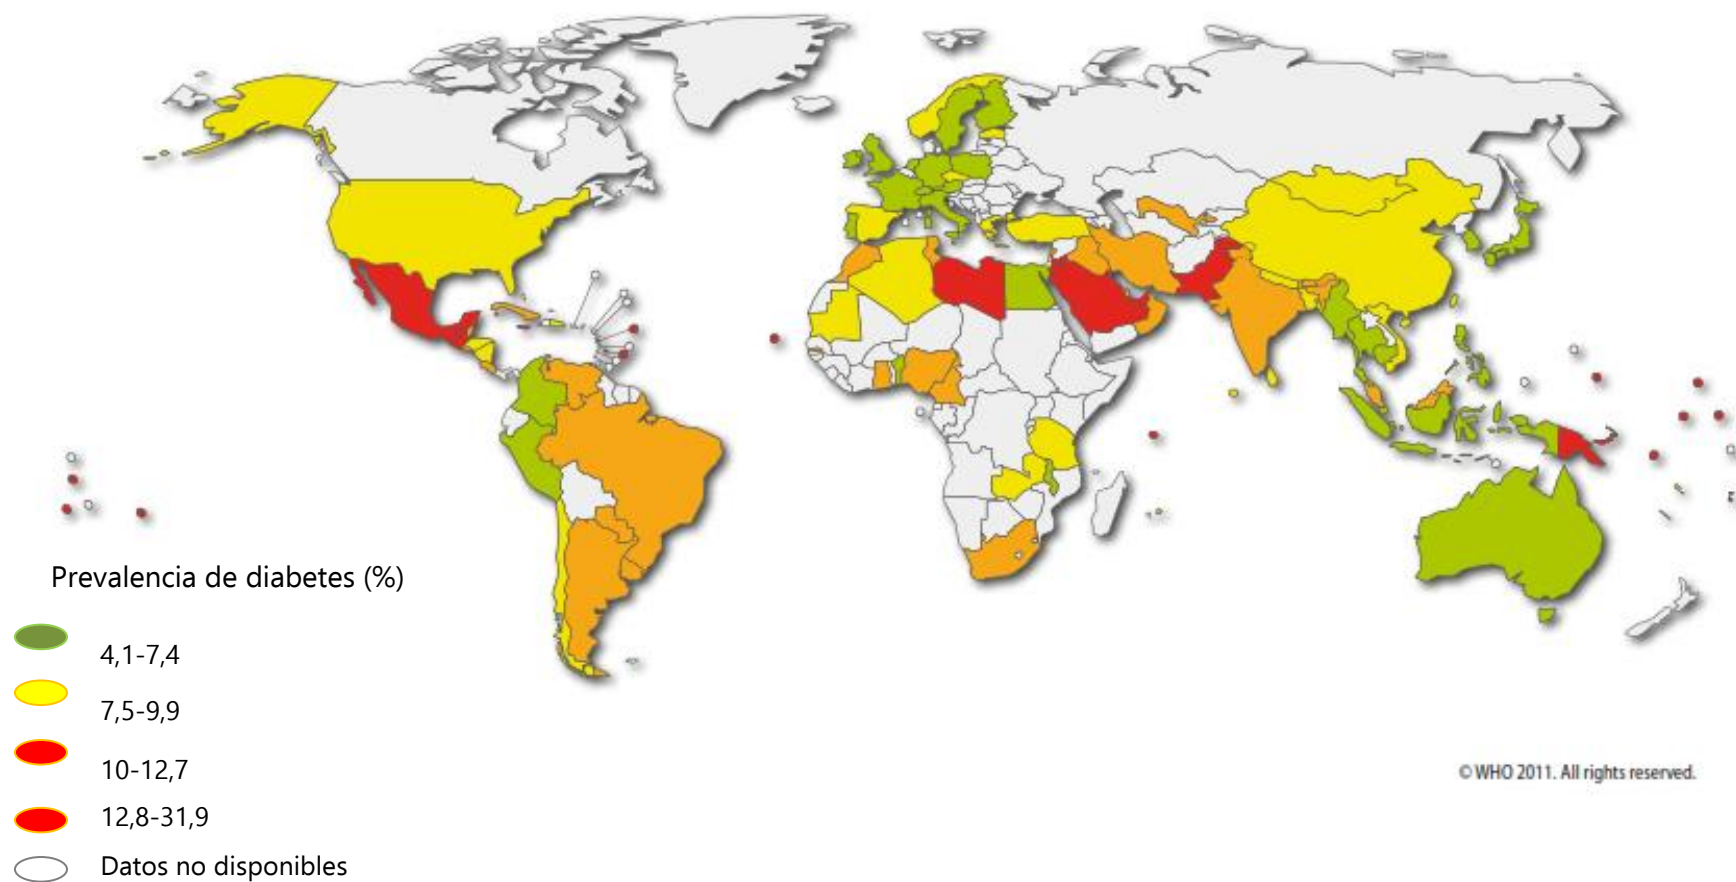 Prevalencia de diabetes (%)
4,1-7,4
7,5-9,9
10-12,7
12,8-31,9
Datos no disponibles
© WHO 2011. All rights reserved.